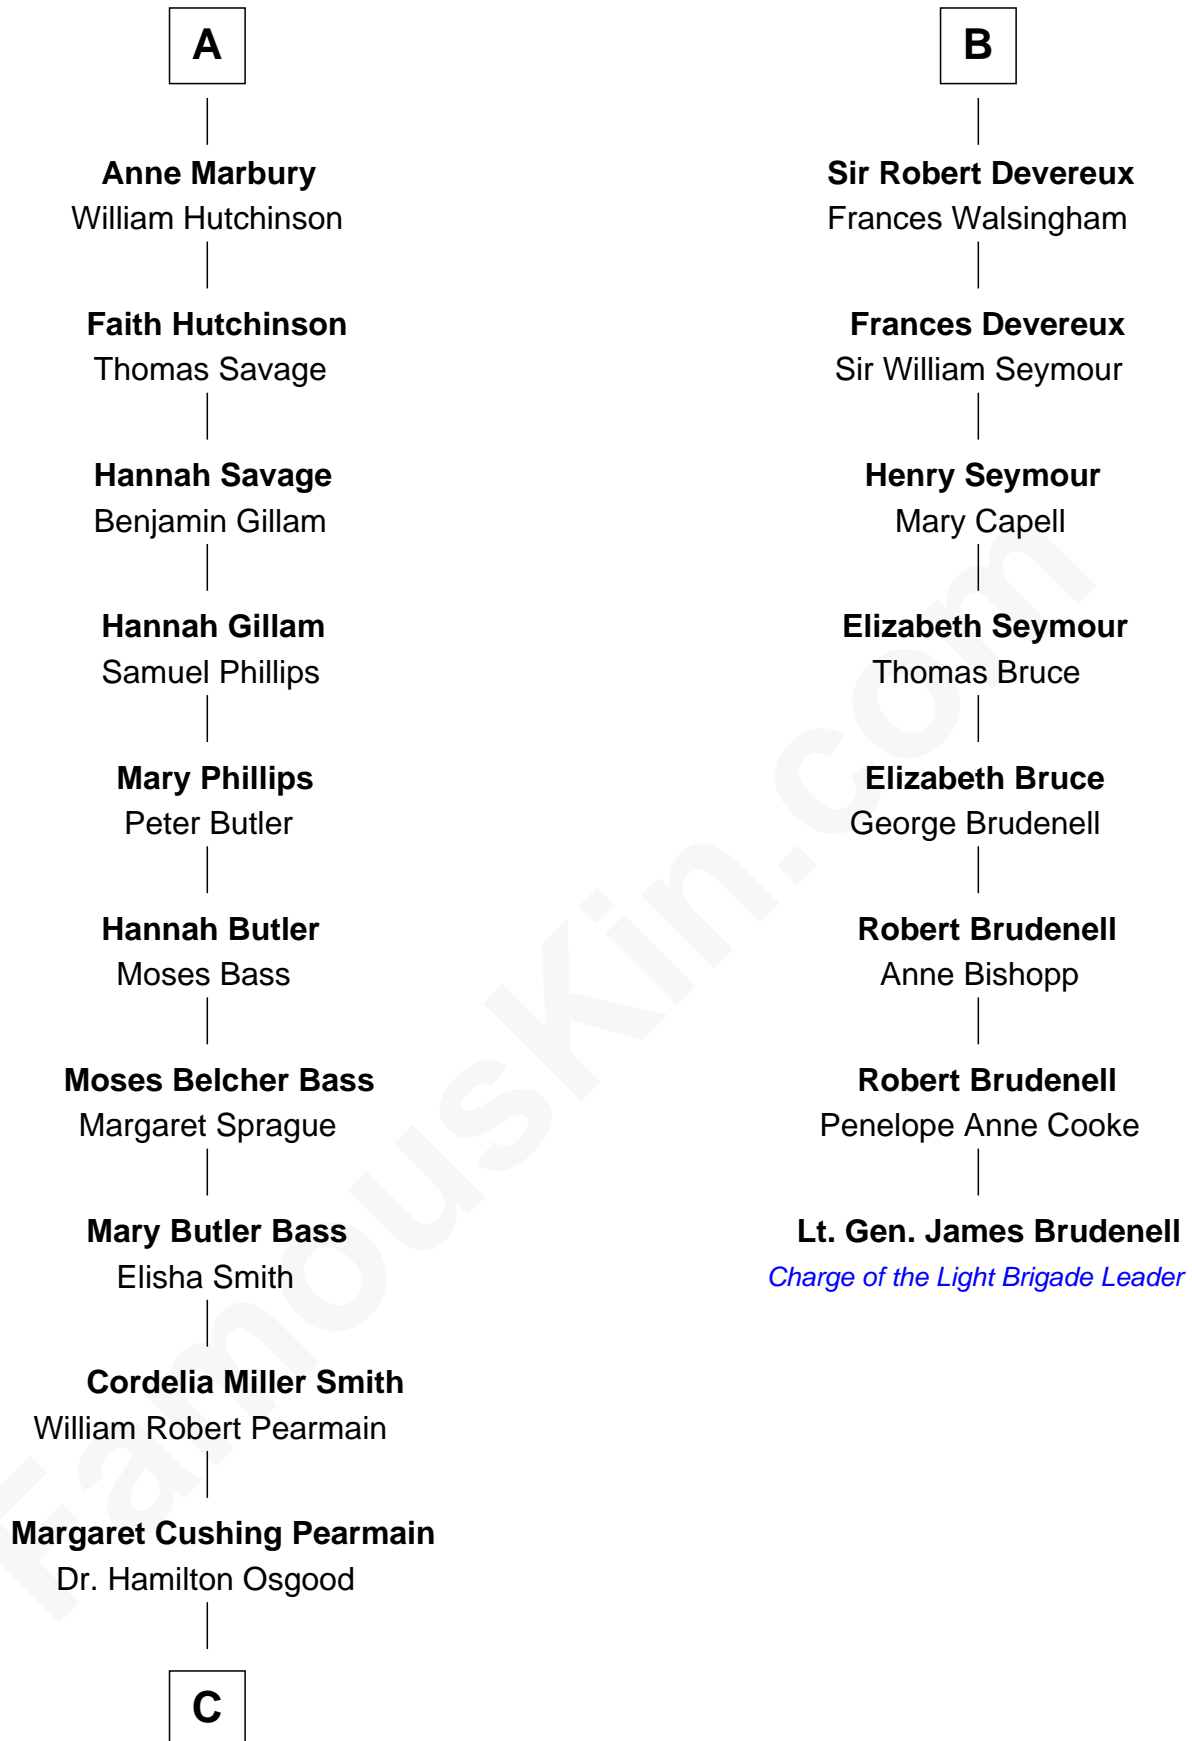 A
Anne Marbury
William Hutchinson
Faith Hutchinson
Thomas Savage
Hannah Savage
Benjamin Gillam
Hannah Gillam
Samuel Phillips
Mary Phillips
Peter Butler
Hannah Butler
Moses Bass
Moses Belcher Bass
Margaret Sprague
Mary Butler Bass
Elisha Smith
Cordelia Miller Smith
William Robert Pearmain
Margaret Cushing Pearmain
Dr. Hamilton Osgood
C
B
Sir Robert Devereux
Frances Walsingham
Frances Devereux
Sir William Seymour
Henry Seymour
Mary Capell
Elizabeth Seymour
Thomas Bruce
Elizabeth Bruce
George Brudenell
Robert Brudenell
Anne Bishopp
Robert Brudenell
Penelope Anne Cooke
Lt. Gen. James Brudenell
Charge of the Light Brigade Leader
FamousKin.com